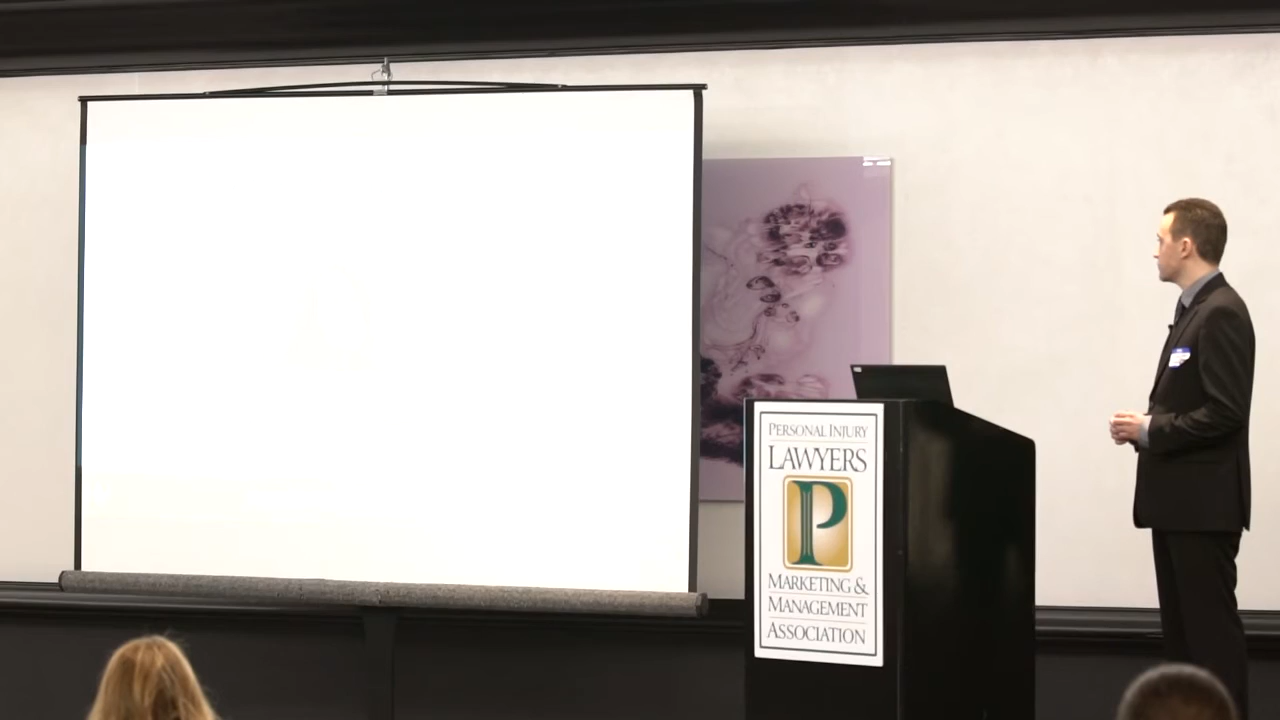 PERSONAL INJURY
LAWYERS
P
MARKETING &
MANAGEMENT
ASSOCIATION